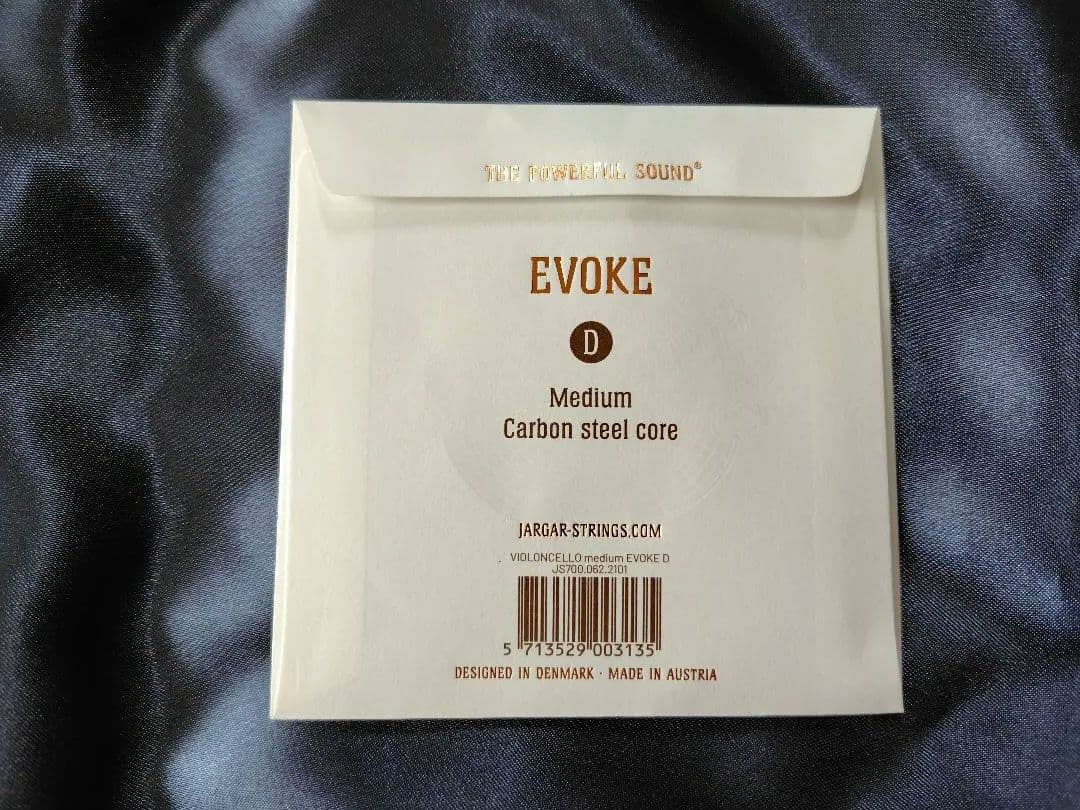 THE POWERFUL SOUND®
EVOKE
D
Medium
Carbon steel core
JARGAR-STRINGS.COM
VIOLONCELLO medium EVOKE D
JS700.062.2101
5 713529 003135
DESIGNED IN DENMARK · MADE IN AUSTRIA